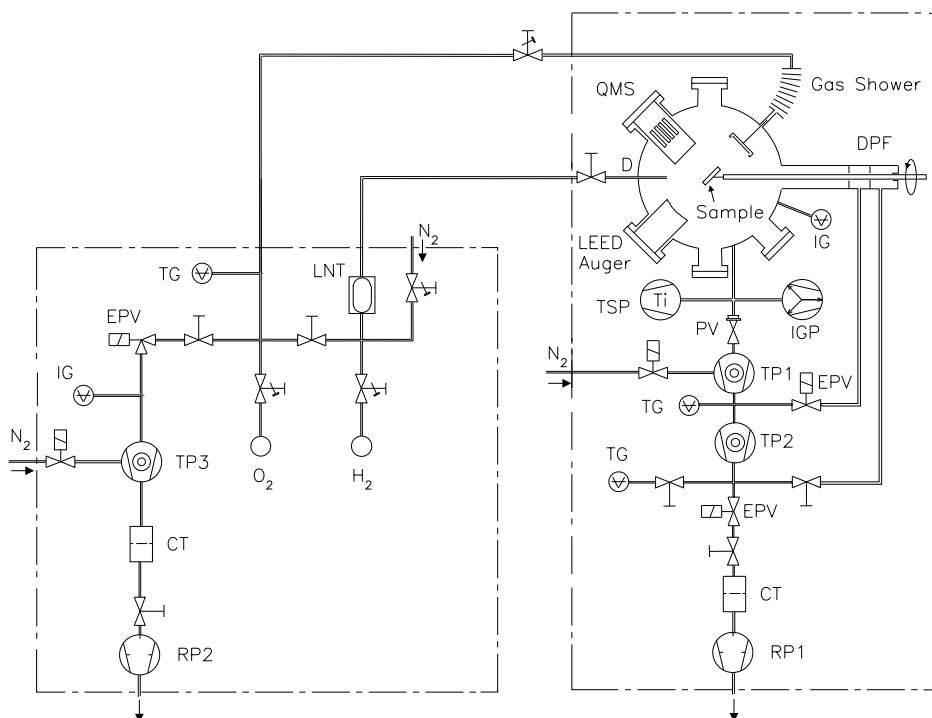 QMS
Gas Shower
DPF
D
Sample
N2
LEED
Auger
IG
TG
LNT
TSP
Ti
IGP
EPV
PV
N2
TP1
EPV
IG
TG
N2
TP3
TP2
TG
O2
H2
EPV
CT
CT
RP2
RP1